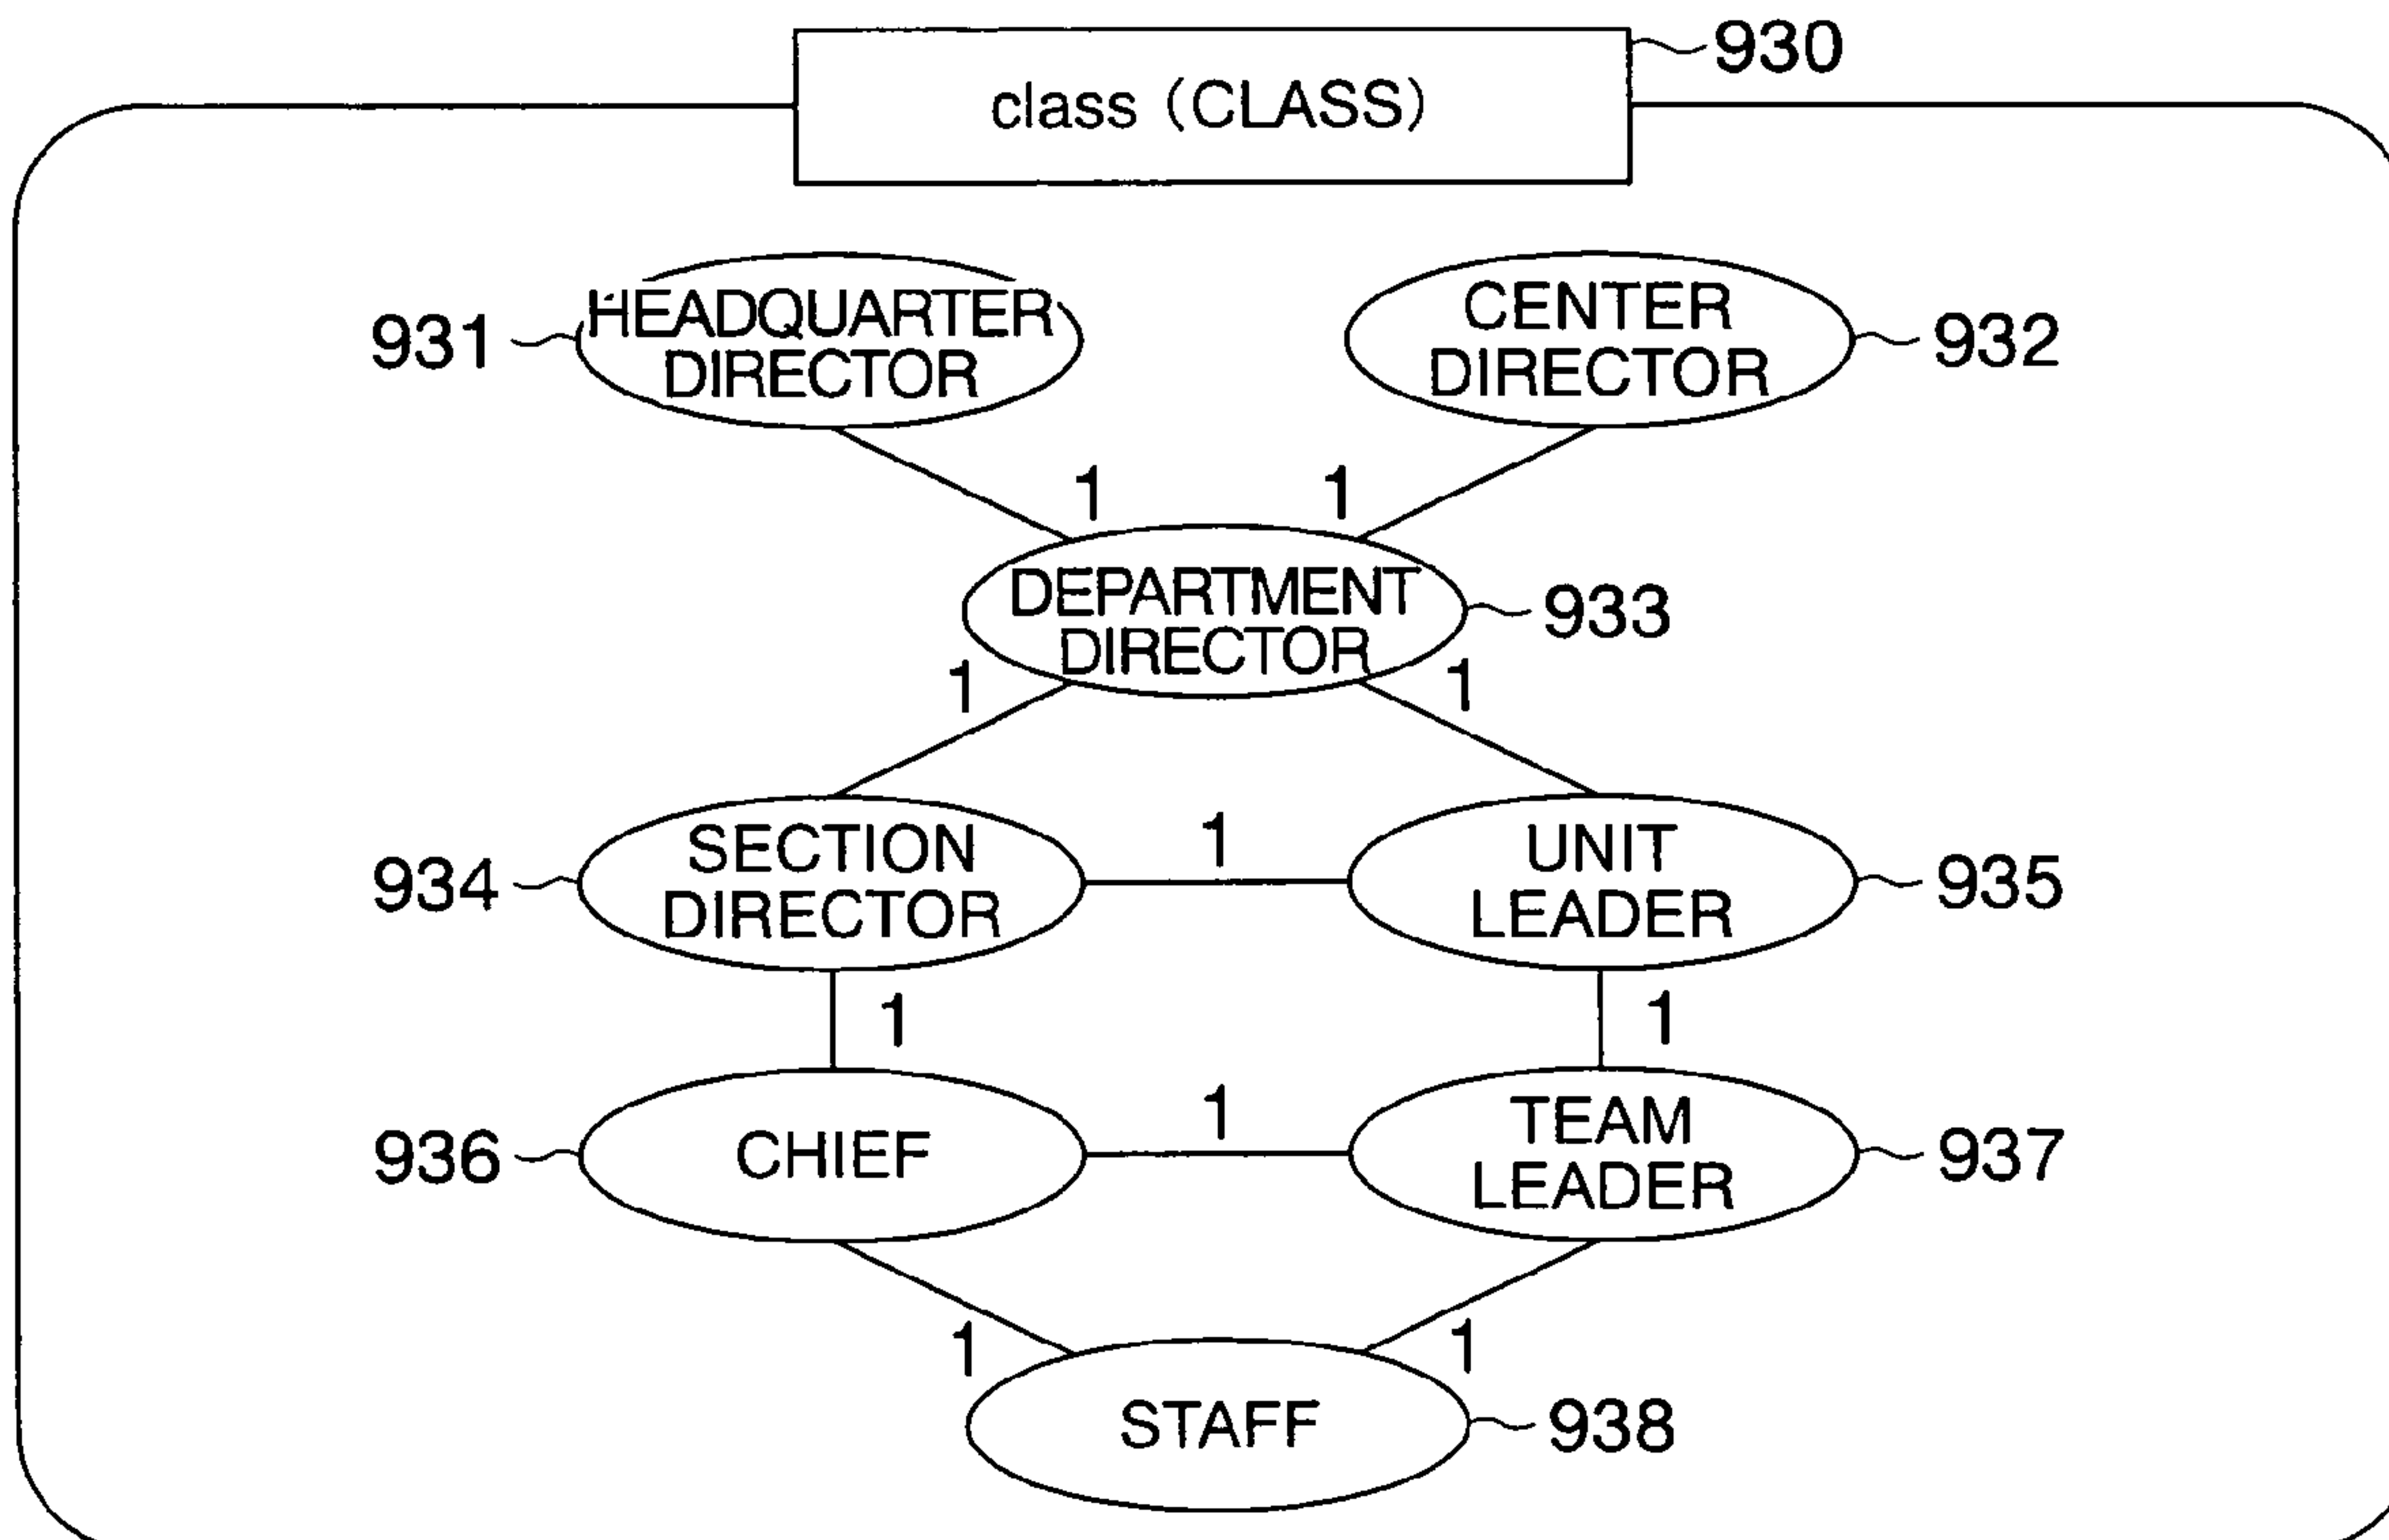 930
class (CLASS)
HEADQUARTER
DIRECTOR
931
CENTER
DIRECTOR
932
1
1
DEPARTMENT
DIRECTOR
933
1
1
SECTION
DIRECTOR
934
1
UNIT
LEADER
935
1
1
CHIEF
936
1
TEAM
LEADER
937
1
1
STAFF
938